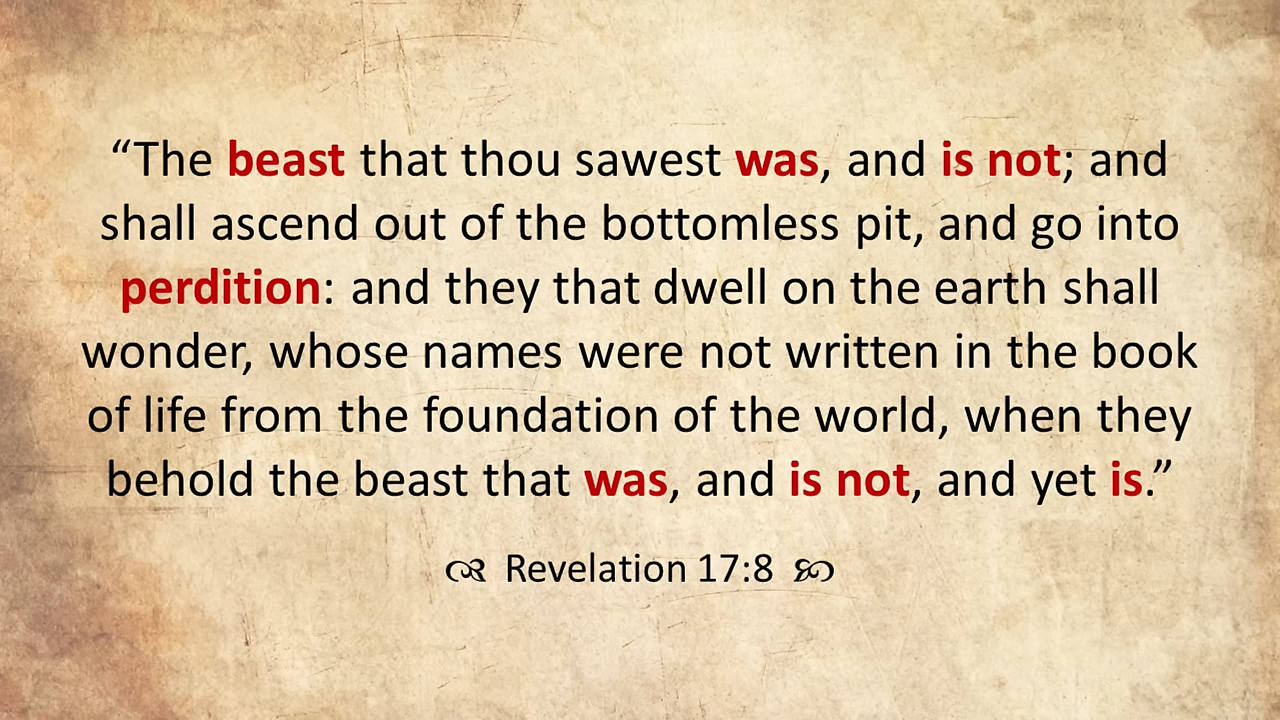 “The beast that thou sawest was, and is not; and
shall ascend out of the bottomless pit, and go into
perdition: and they that dwell on the earth shall
wonder, whose names were not written in the book
of life from the foundation of the world, when they
behold the beast that was, and is not, and yet is.”
Revelation 17:8